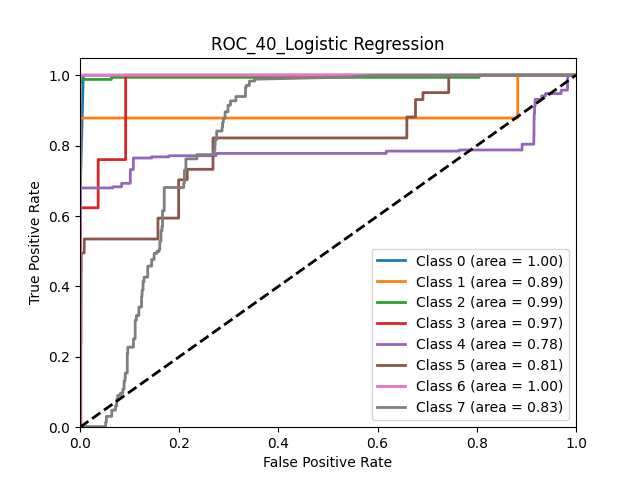 ROC_40_Logistic Regression
True Positive Rate
1.0
0.8
0.6
0.4
0.2
0.0
Class 0 (area = 1.00)
Class 1 (area = 0.89)
Class 2 (area = 0.99)
Class 3 (area = 0.97)
Class 4 (area = 0.78)
Class 5 (area = 0.81)
Class 6 (area = 1.00)
Class 7 (area = 0.83)
0.0 0.2 0.4 0.6 0.8 1.0
False Positive Rate